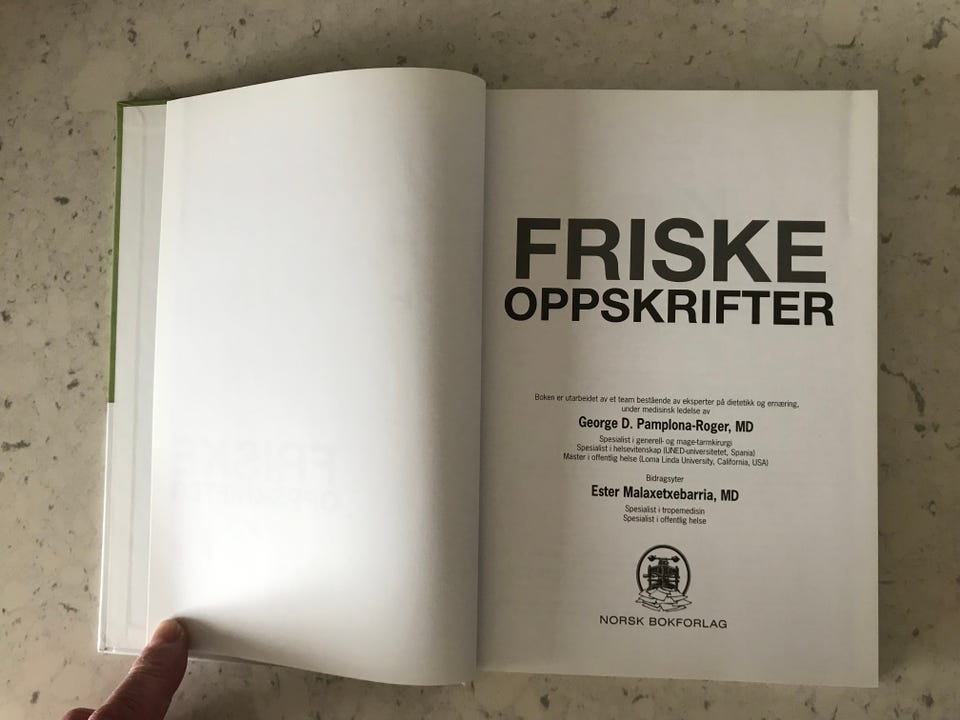 FRISKE
OPPSKRIFTER
Boken er utarbeidet av et team bestående av eksperter på dietetikk og ernæring,
under medisinsk ledelse av
George D. Pamplona-Roger, MD
Spesialist i generell- og mage-tarmkirurgi
Spesialist i helsevitenskap (UNED-universitetet, Spania)
Master i offentlig helse (Loma Linda University, California, USA)
Bidragsyter
Ester Malaxetxebarria, MD
Spesialist i tropemedisin
Spesialist i offentlig helse
NORSK BOKFORLAG